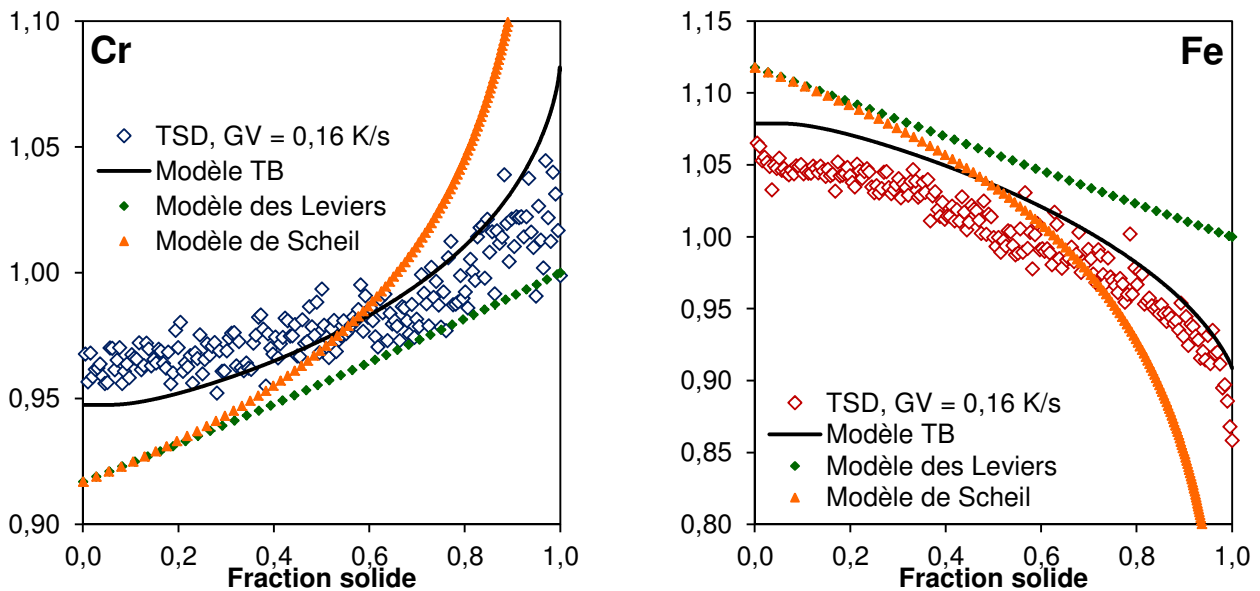 Cr
1,10
1,05
1,00
0,95
0,90
TSD, GV = 0,16 K/s
Modèle TB
Modèle des Leviers
Modèle de Scheil
0,0 0,2 0,4 0,6 0,8 1,0
Fraction solide
Fe
1,15
1,10
1,05
1,00
0,95
0,90
0,85
0,80
TSD, GV = 0,16 K/s
Modèle TB
Modèle des Leviers
Modèle de Scheil
0,0 0,2 0,4 0,6 0,8 1,0
Fraction solide